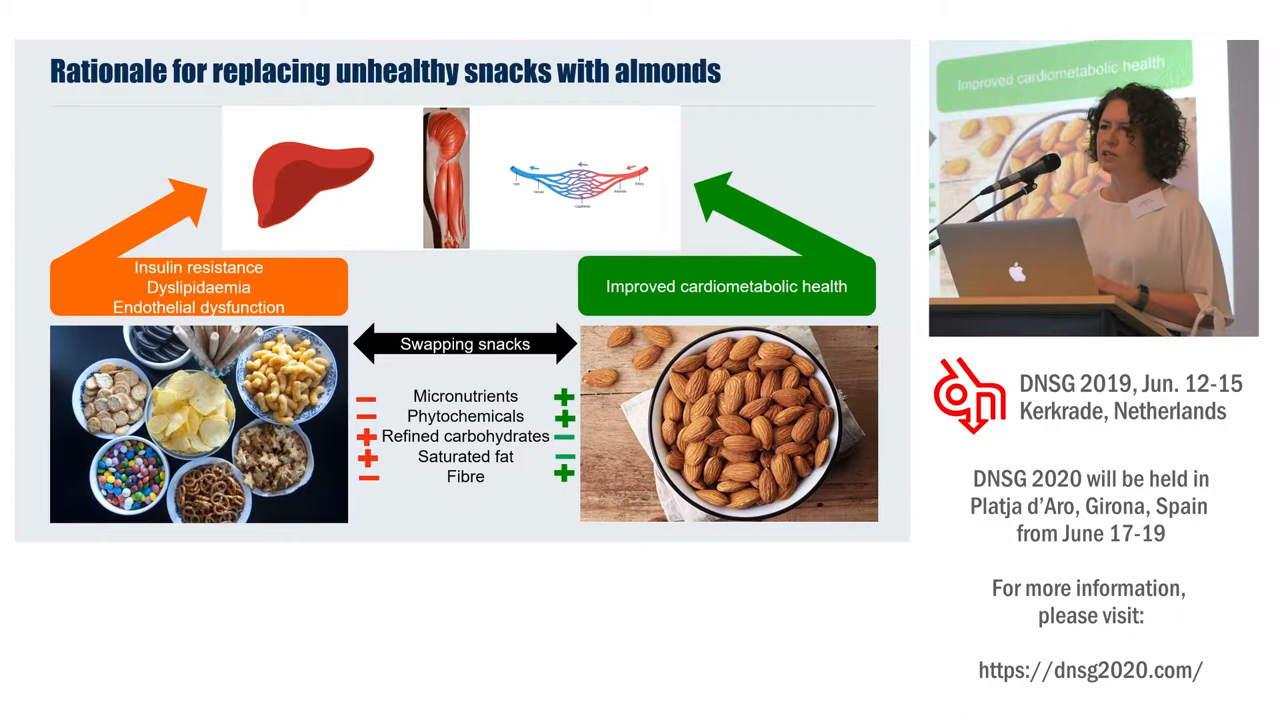 Rationale for replacing unhealthy snacks with almonds
Insulin resistance
Dyslipidaemia
Endothelial dysfunction
Improved cardiometabolic health
Swapping snacks
− Micronutrients +
− Phytochemicals +
+ Refined carbohydrates −
+ Saturated fat −
− Fibre +
Improved cardiometabolic health
DNSG 2019, Jun. 12-15
Kerkrade, Netherlands
DNSG 2020 will be held in
Platja d'Aro, Girona, Spain
from June 17-19
For more information,
please visit:
https://dnsg2020.com/